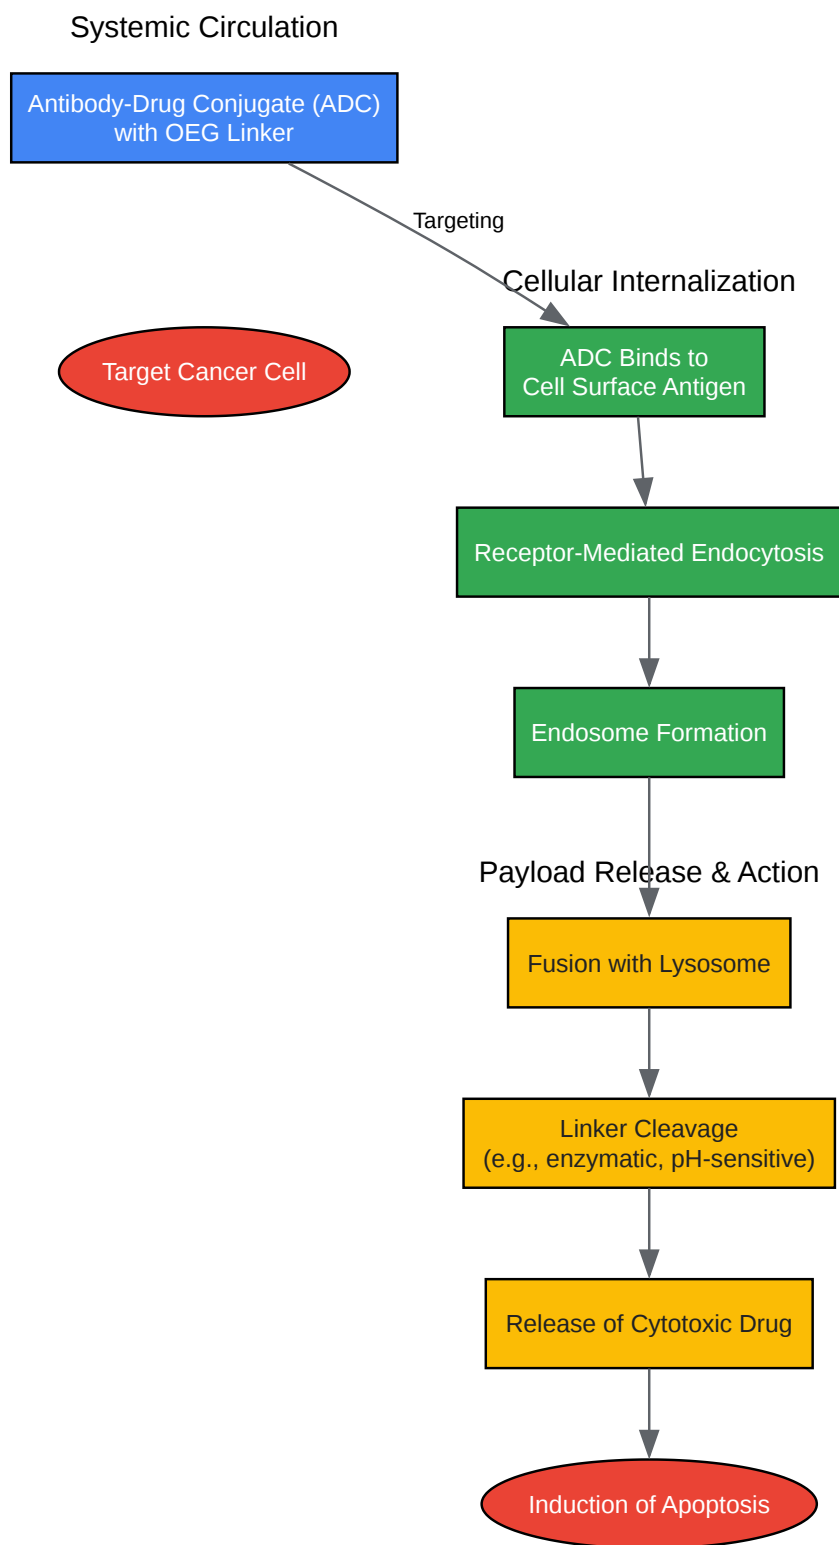 Systemic Circulation
Antibody-Drug Conjugate (ADC)
with OEG Linker
Targeting
Cellular Internalization
Target Cancer Cell
ADC Binds to
Cell Surface Antigen
Receptor-Mediated Endocytosis
Endosome Formation
Payload Release & Action
Fusion with Lysosome
Linker Cleavage
(e.g., enzymatic, pH-sensitive)
Release of Cytotoxic Drug
Induction of Apoptosis